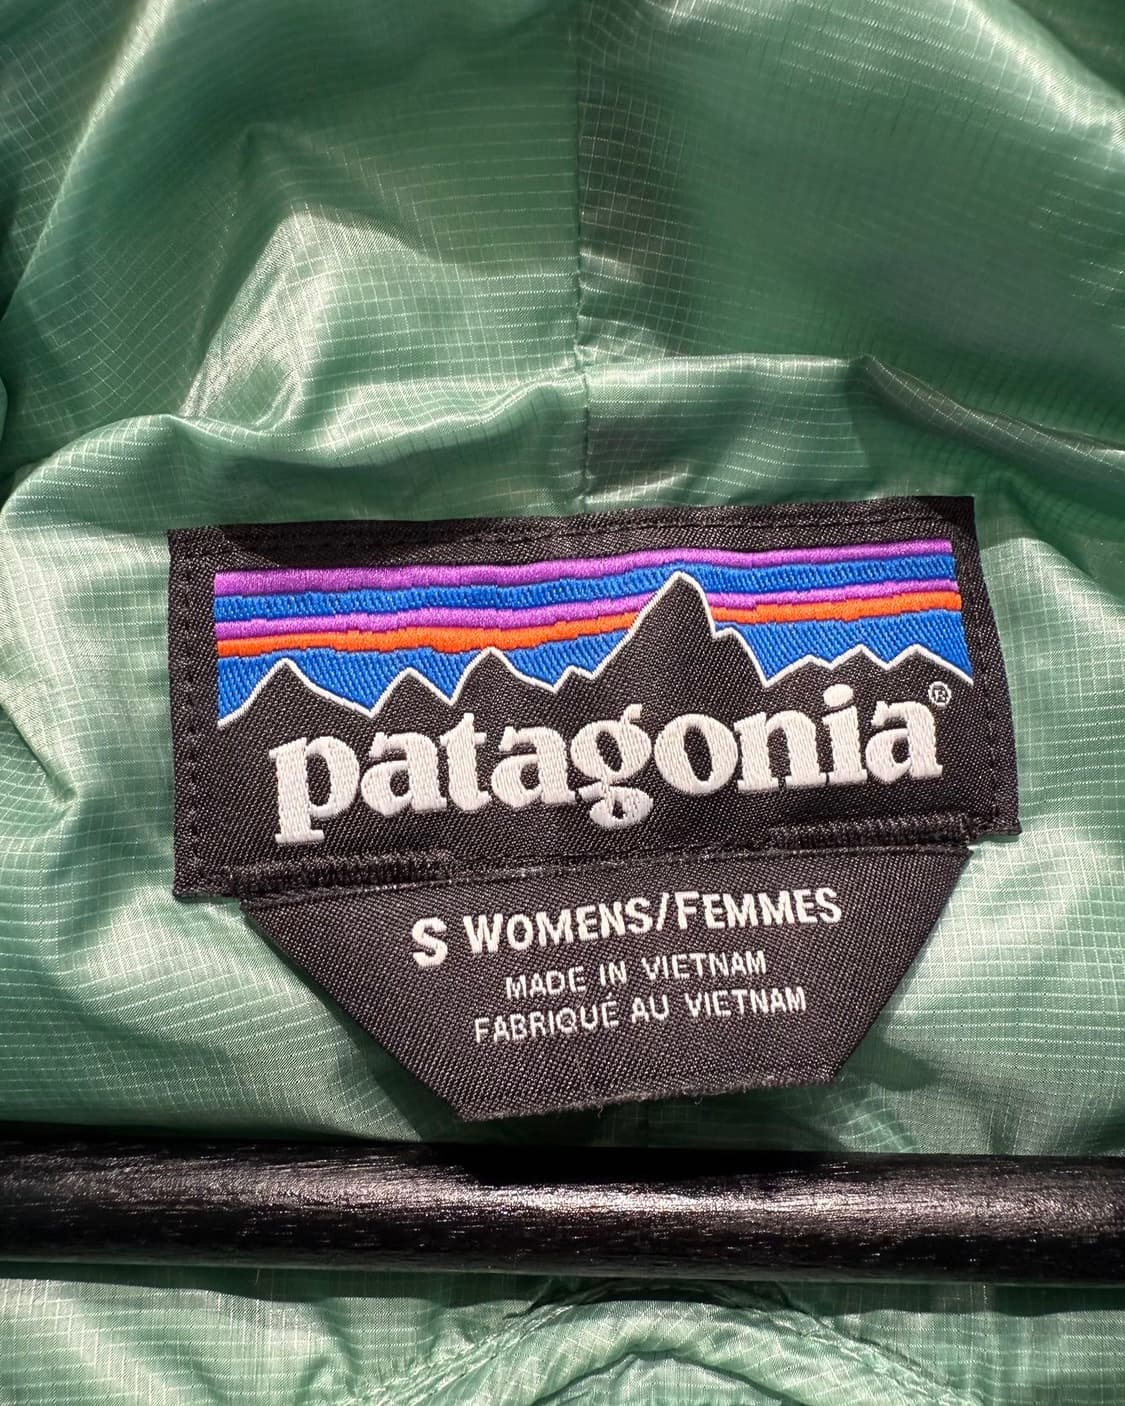 patagonia®
S WOMENS/FEMMES
MADE IN VIETNAM
FABRIQUÉ AU VIETNAM